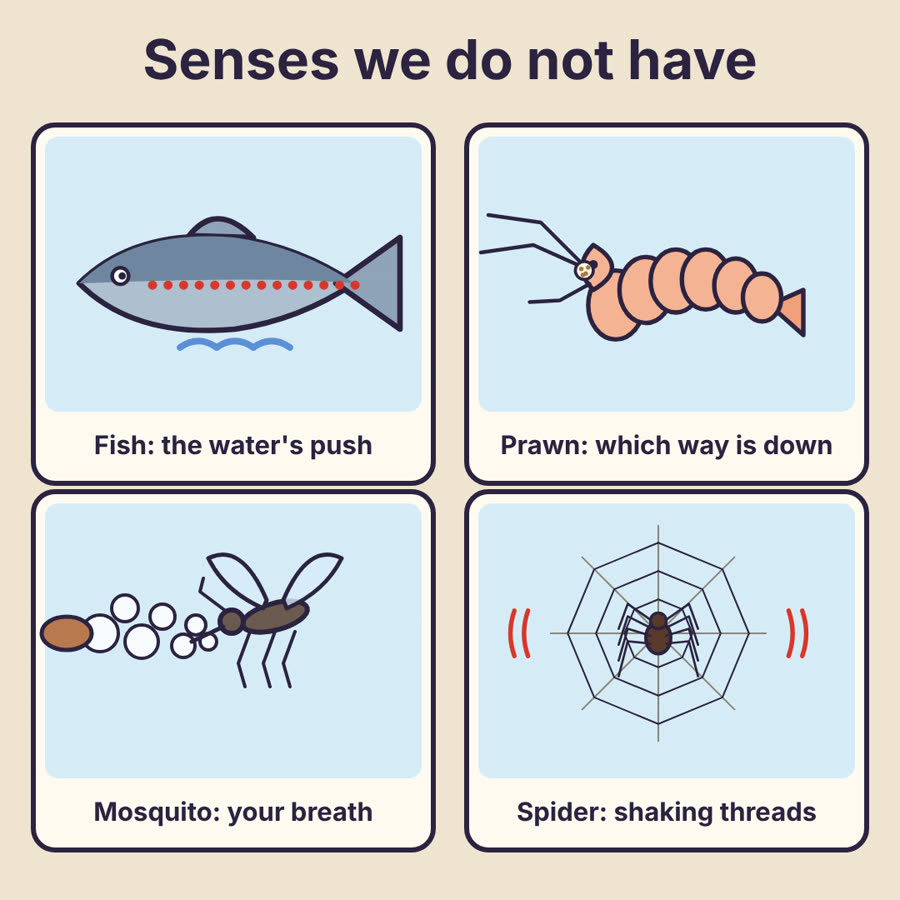 Senses we do not have
Fish: the water's push
Prawn: which way is down
Mosquito: your breath
Spider: shaking threads